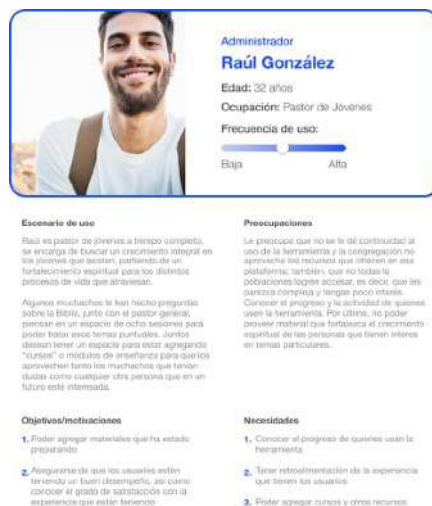 Administrador
Raúl González
Edad: 32 años
Ocupación: Pastor de Jóvenes
Frecuencia de uso:
Baja Alta
Escenario de uso
Raúl es pastor de jóvenes a tiempo completo,
se encarga de buscar un crecimiento integral en
los jóvenes que asisten, partiendo de un
fortalecimiento espiritual para los distintos
procesos de vida que atraviesan.
Algunos muchachos le han hecho preguntas
sobre la Biblia, junto con el pastor general,
piensan en un espacio de ocho sesiones para
poder tratar esos temas puntuales. Juntos
desean tener un espacio para estar agregando
"cursos" o módulos de enseñanza para que los
aprovechen tanto los muchachos que tenían
dudas como cualquier otra persona que en un
futuro esté interesada.
Preocupaciones
Le preocupa que no se le dé continuidad al
uso de la herramienta y la congregación no
aproveche los recursos que ofrecen en esa
plataforma; también, que no todas la
poblaciones logren accesar, es decir, que les
parezca compleja y tengan poco interés.
Conocer el progreso y la actividad de quienes
usen la herramienta. Por último, no poder
proveer material que fortalezca el crecimiento
espiritual de las personas que tienen interés
en temas particulares.
Objetivos/motivaciones
1. Poder agregar materiales que ha estado
preparando
2. Asegurarse de que los usuarios estén
teniendo un buen desempeño, así como
conocer el grado de satisfacción con la
experiencia que están teniendo
Necesidades
1. Conocer el progreso de quienes usan la
herramienta
2. Tener retroalimentación de la experiencia
que tienen los usuarios
3. Poder agregar cursos y otros recursos